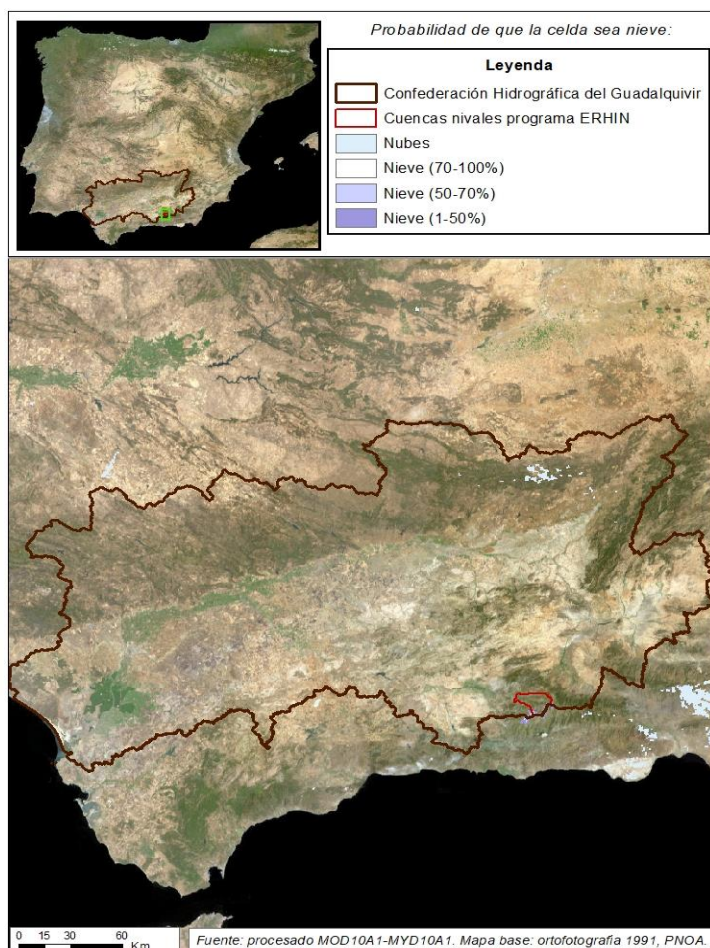 Probabilidad de que la celda sea nieve:
Leyenda
Confederación Hidrográfica del Guadalquivir
Cuencas nivales programa ERHIN
Nubes
Nieve (70-100%)
Nieve (50-70%)
Nieve (1-50%)
0 15 30 60
Km
Fuente: procesado MOD10A1-MYD10A1. Mapa base: ortofotografía 1991, PNOA.